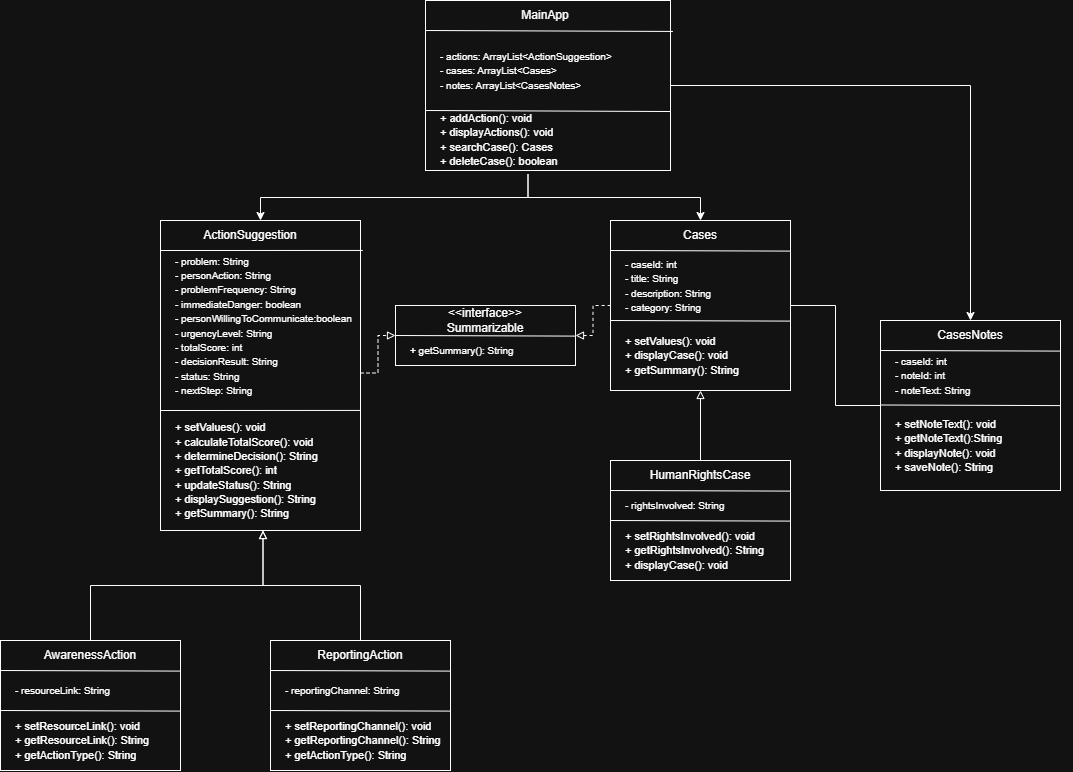 MainApp
- actions: ArrayList<ActionSuggestion>
- cases: ArrayList<Cases>
- notes: ArrayList<CasesNotes>
+ addAction(): void
+ displayActions(): void
+ searchCase(): Cases
+ deleteCase(): boolean
ActionSuggestion
- problem: String
- personAction: String
- problemFrequency: String
- immediateDanger: boolean
- personWillingToCommunicate:boolean
- urgencyLevel: String
- totalScore: int
- decisionResult: String
- status: String
- nextStep: String
+ setValues(): void
+ calculateTotalScore(): void
+ determineDecision(): String
+ getTotalScore(): int
+ updateStatus(): String
+ displaySuggestion(): String
+ getSummary(): String
<<interface>>
Summarizable
+ getSummary(): String
Cases
- caseId: int
- title: String
- description: String
- category: String
+ setValues(): void
+ displayCase(): void
+ getSummary(): String
CasesNotes
- caseId: int
- noteId: int
- noteText: String
+ setNoteText(): void
+ getNoteText():String
+ displayNote(): void
+ saveNote(): String
HumanRightsCase
- rightsInvolved: String
+ setRightsInvolved(): void
+ getRightsInvolved(): String
+ displayCase(): void
AwarenessAction
- resourceLink: String
+ setResourceLink(): void
+ getResourceLink(): String
+ getActionType(): String
ReportingAction
- reportingChannel: String
+ setReportingChannel(): void
+ getReportingChannel(): String
+ getActionType(): String